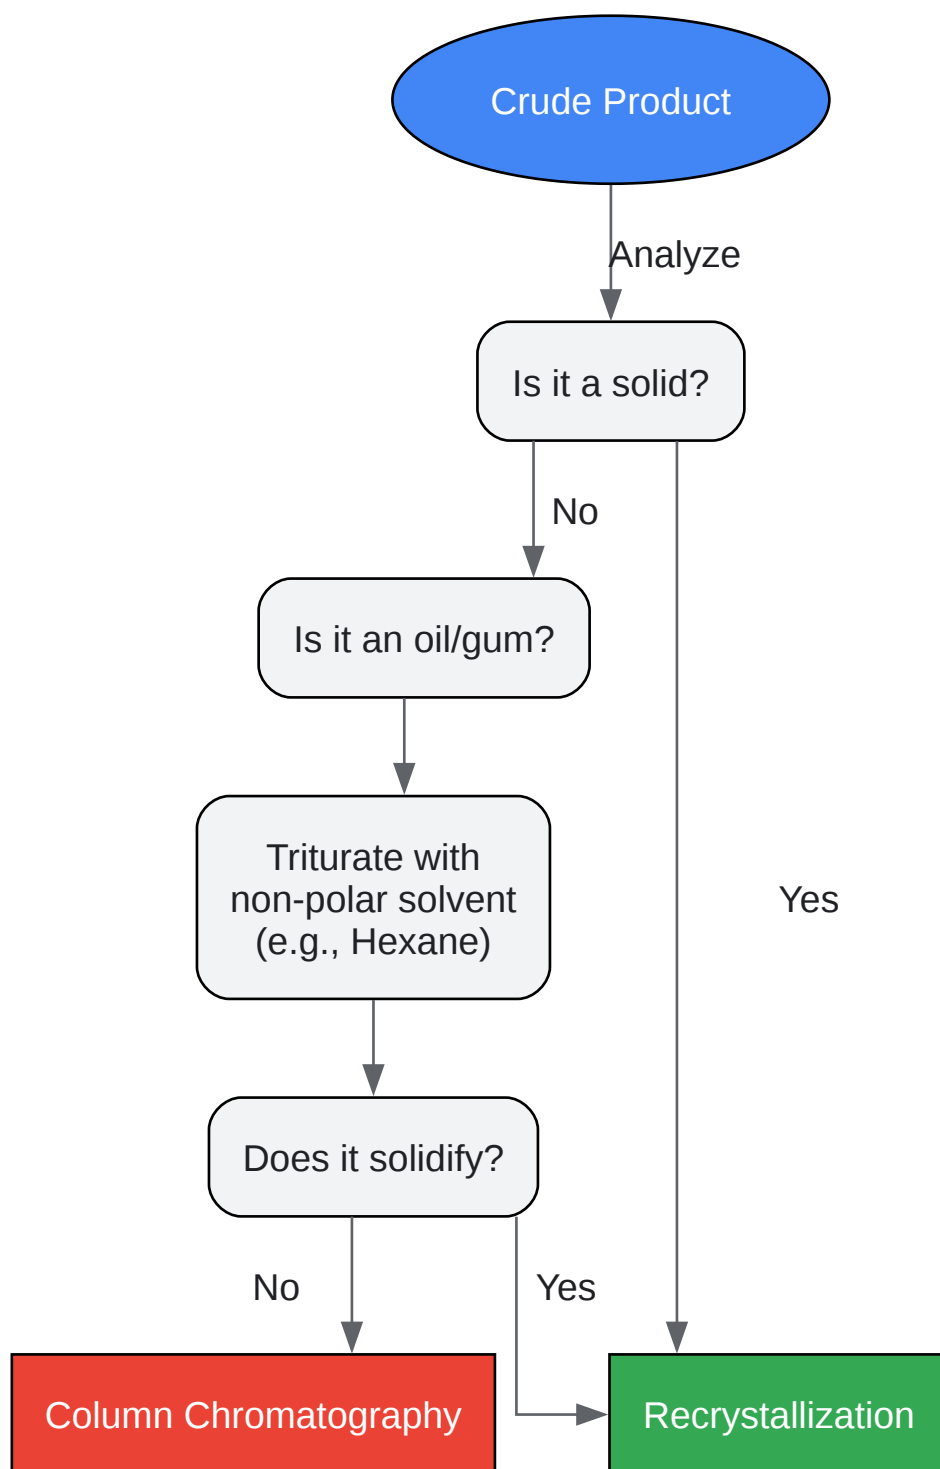 Crude Product
Analyze
Is it a solid?
No
Is it an oil/gum?
Triturate with
non-polar solvent
(e.g., Hexane)
Yes
Does it solidify?
No
Yes
Column Chromatography
Recrystallization